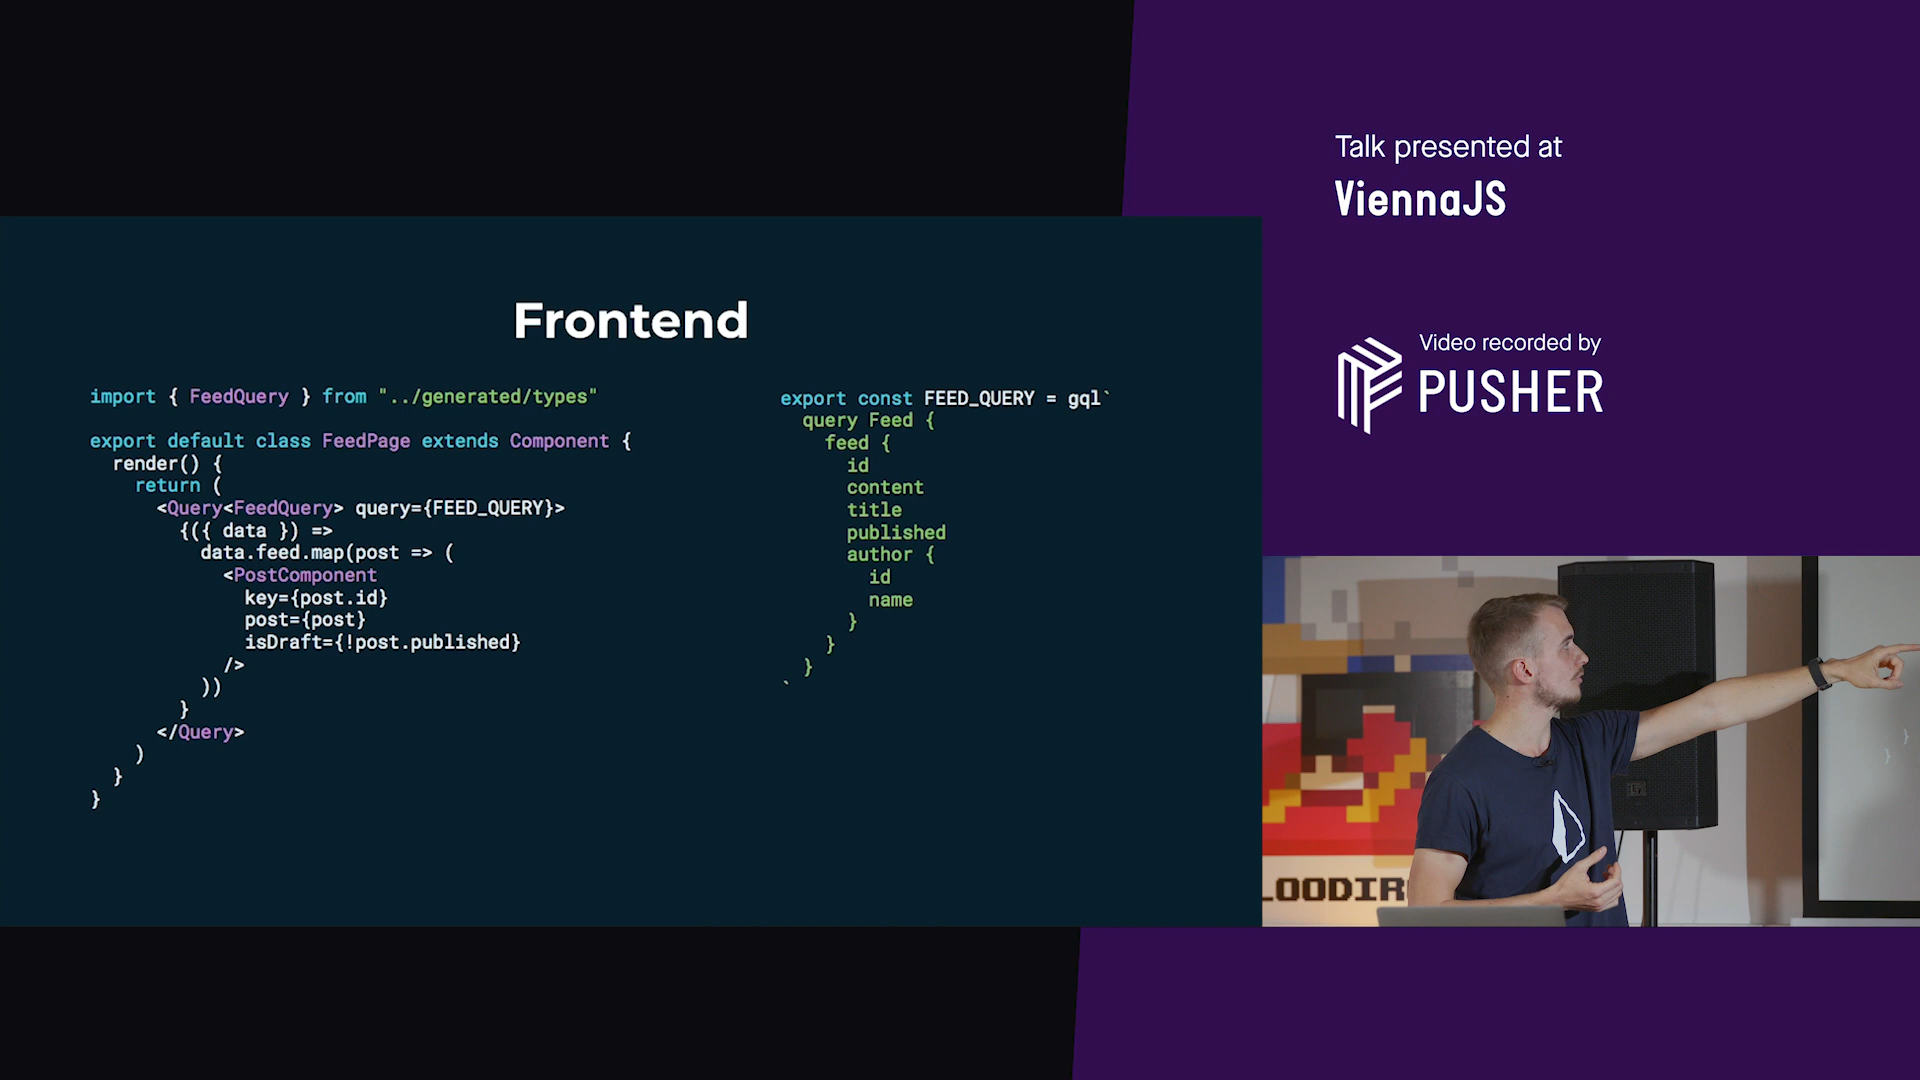 Talk presented at
ViennaJS
Video recorded by
PUSHER
Frontend
import { FeedQuery } from "../generated/types"
export default class FeedPage extends Component {
render() {
return (
<Query<FeedQuery> query={FEED_QUERY}>
{({ data }) =>
data.feed.map(post => (
<PostComponent
key={post.id}
post={post}
isDraft={!post.published}
/>
))
}
</Query>
)
}
}
export const FEED_QUERY = gql`
query Feed {
feed {
id
content
title
published
author {
id
name
}
}
}
`
LOODIR
}
}